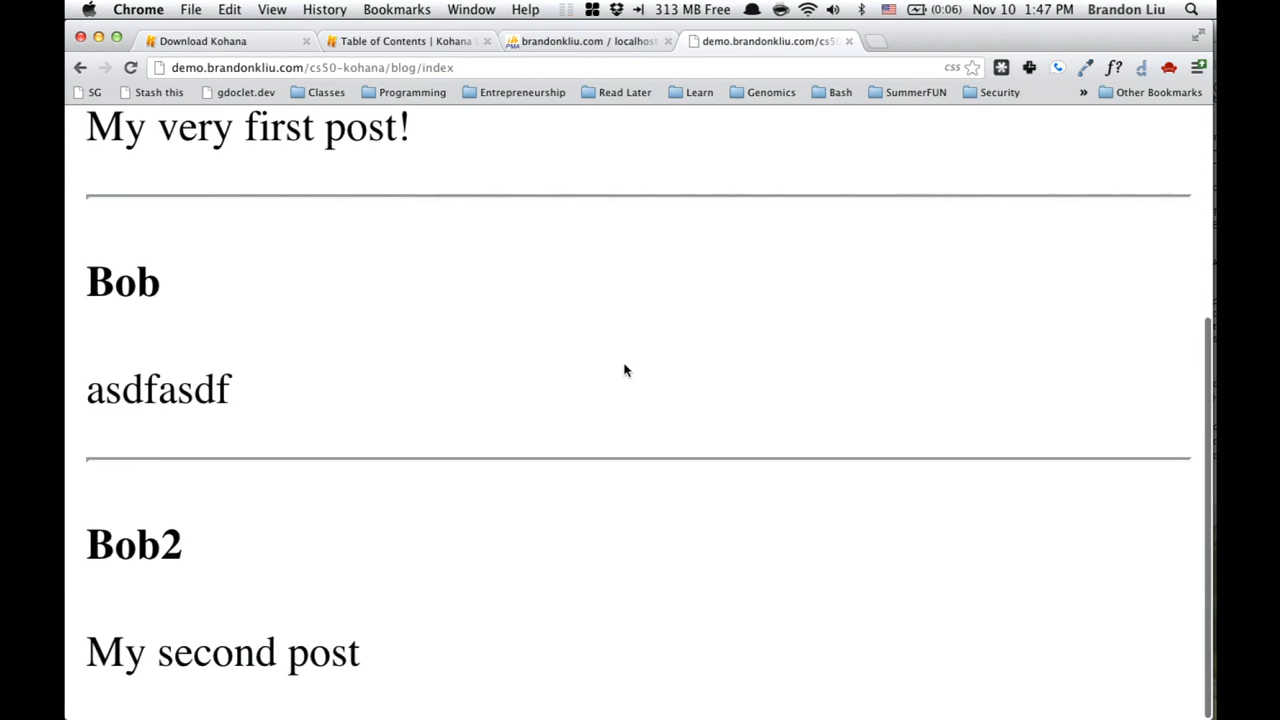 Chrome File Edit View History Bookmarks Window Help 313 MB Free (0:06) Nov 10 1:47 PM Brandon Liu
Download Kohana Table of Contents | Kohana brandonkliu.com / localhost demo.brandonkliu.com/cs50
demo.brandonkliu.com/cs50-kohana/blog/index css f? d
SG Stash this gdoclet.dev Classes Programming Entrepreneurship Read Later Learn Genomics Bash SummerFUN Security » Other Bookmarks
My very first post!
Bob
asdfasdf
Bob2
My second post